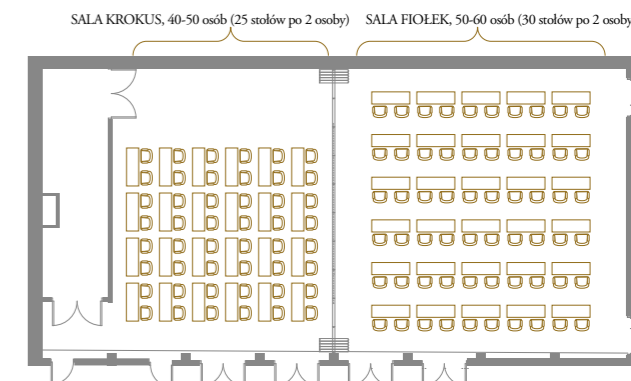 SALA KROKUS, 40-50 osób (25 stołów po 2 osoby)
SALA FIOŁEK, 50-60 osób (30 stołów po 2 osoby